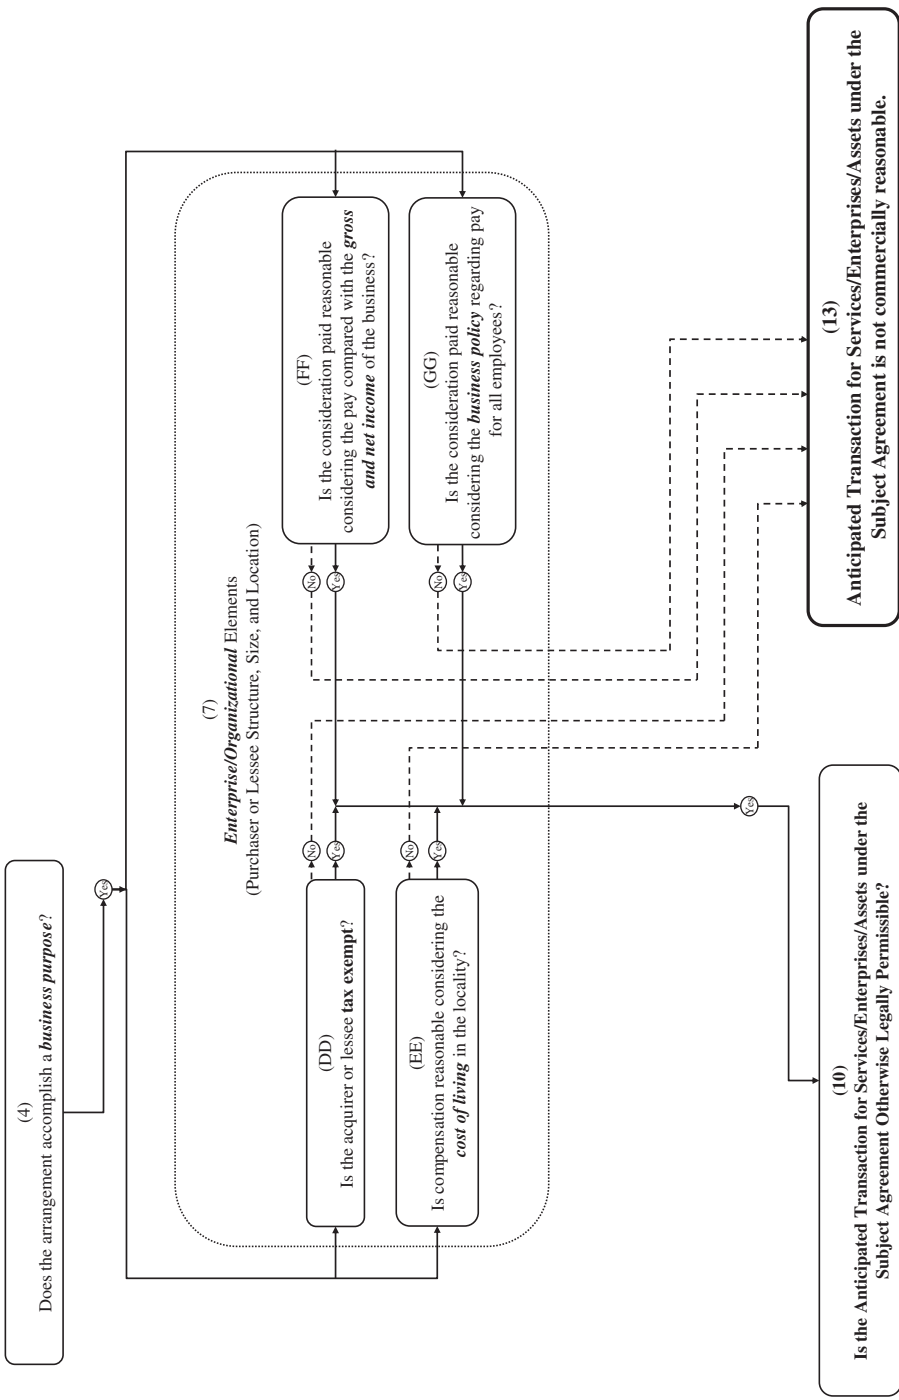 (4)
Does the arrangement accomplish a business purpose?
Yes
(7)
Enterprise/Organizational Elements
(Purchaser or Lessee Structure, Size, and Location)
(DD)
Is the acquirer or lessee tax exempt?
No
Yes
(EE)
Is compensation reasonable considering the
cost of living in the locality?
No
Yes
(FF)
Is the consideration paid reasonable
considering the pay compared with the gross
and net income of the business?
No
Yes
(GG)
Is the consideration paid reasonable
considering the business policy regarding pay
for all employees?
No
Yes
Yes
(10)
Is the Anticipated Transaction for Services/Enterprises/Assets under the
Subject Agreement Otherwise Legally Permissible?
(13)
Anticipated Transaction for Services/Enterprises/Assets under the
Subject Agreement is not commercially reasonable.